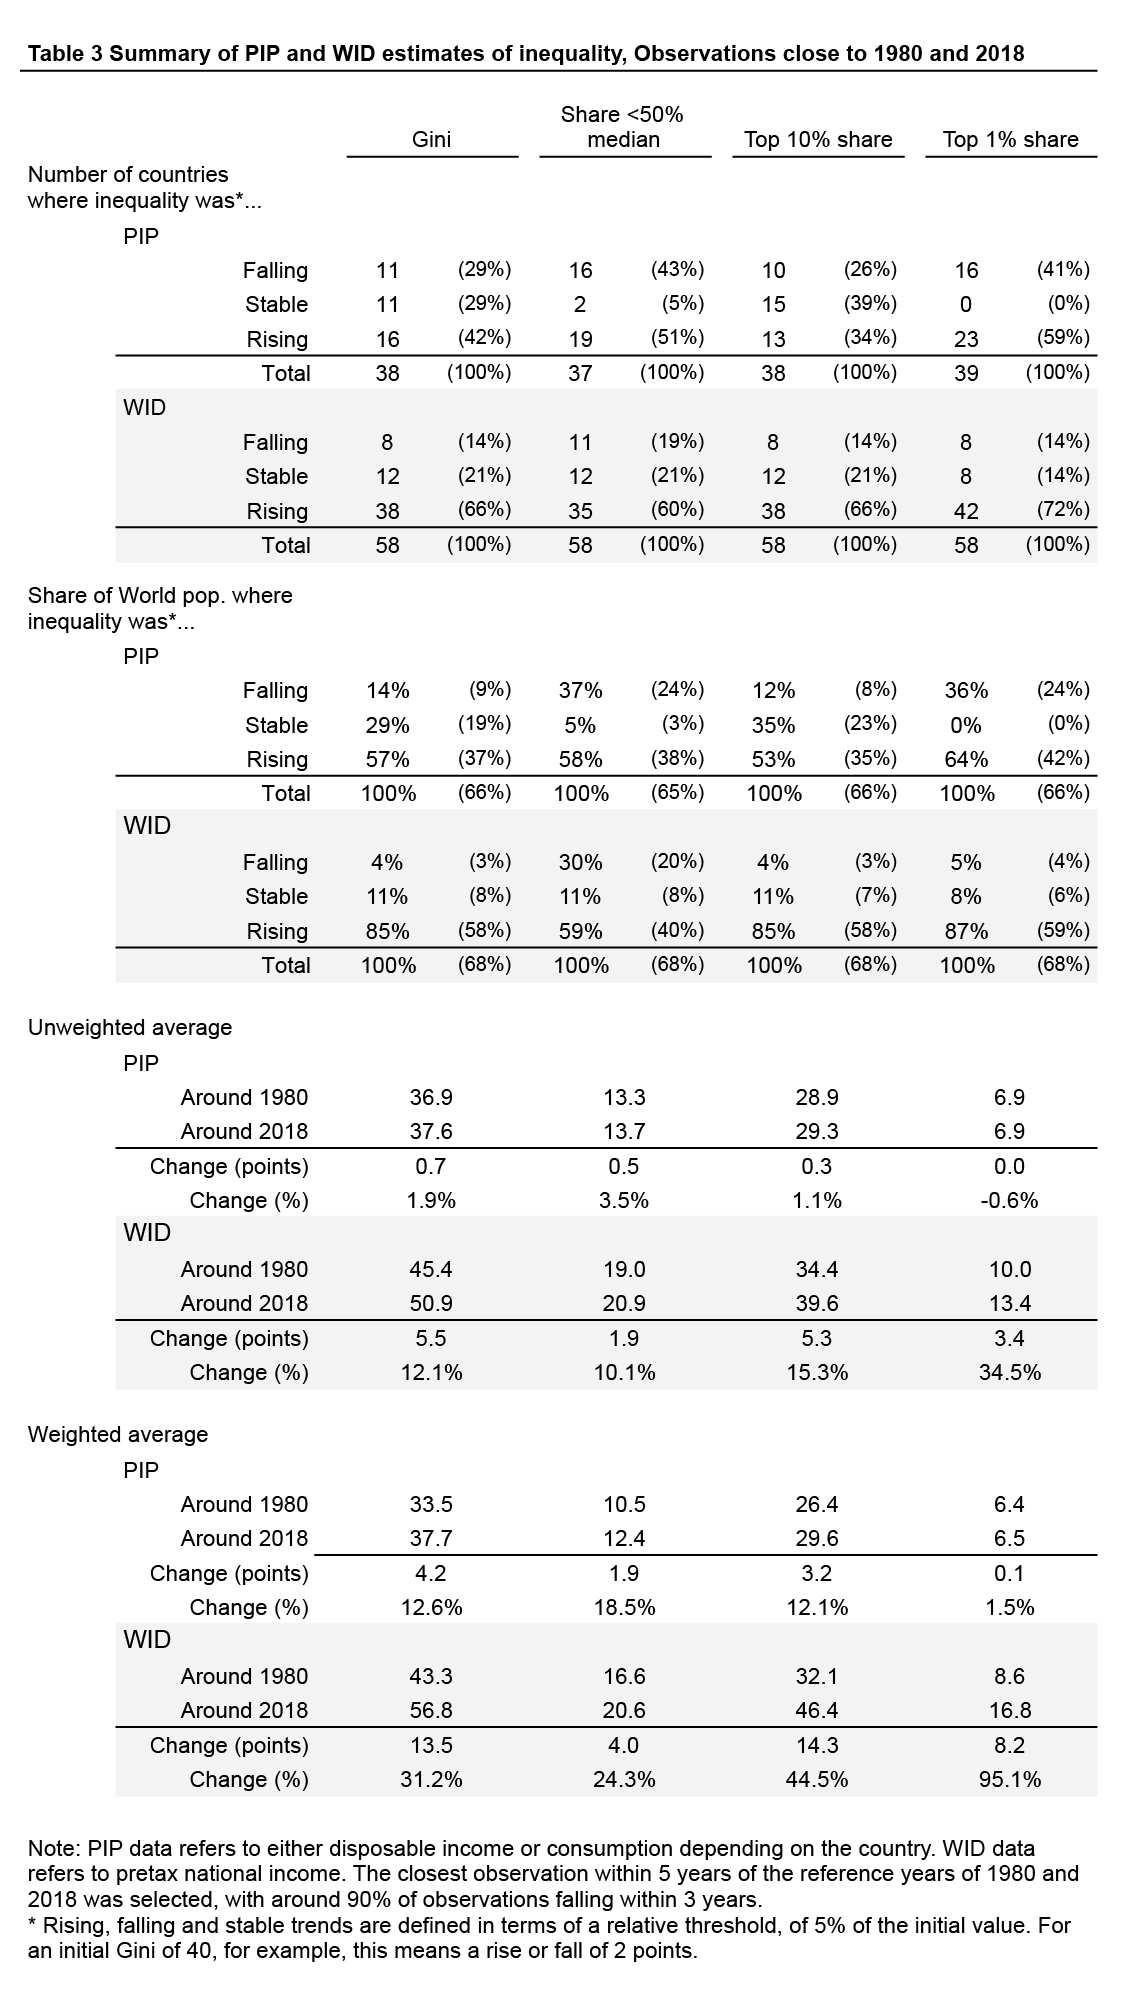 Table 3 Summary of PIP and WID estimates of inequality, Observations close to 1980 and 2018
Gini Share <50% median Top 10% share Top 1% share
Number of countries
where inequality was*...
PIP
Falling 11 (29%) 16 (43%) 10 (26%) 16 (41%)
Stable 11 (29%) 2 (5%) 15 (39%) 0 (0%)
Rising 16 (42%) 19 (51%) 13 (34%) 23 (59%)
Total 38 (100%) 37 (100%) 38 (100%) 39 (100%)
WID
Falling 8 (14%) 11 (19%) 8 (14%) 8 (14%)
Stable 12 (21%) 12 (21%) 12 (21%) 8 (14%)
Rising 38 (66%) 35 (60%) 38 (66%) 42 (72%)
Total 58 (100%) 58 (100%) 58 (100%) 58 (100%)
Share of World pop. where
inequality was*...
PIP
Falling 14% (9%) 37% (24%) 12% (8%) 36% (24%)
Stable 29% (19%) 5% (3%) 35% (23%) 0% (0%)
Rising 57% (37%) 58% (38%) 53% (35%) 64% (42%)
Total 100% (66%) 100% (65%) 100% (66%) 100% (66%)
WID
Falling 4% (3%) 30% (20%) 4% (3%) 5% (4%)
Stable 11% (8%) 11% (8%) 11% (7%) 8% (6%)
Rising 85% (58%) 59% (40%) 85% (58%) 87% (59%)
Total 100% (68%) 100% (68%) 100% (68%) 100% (68%)
Unweighted average
PIP
Around 1980 36.9 13.3 28.9 6.9
Around 2018 37.6 13.7 29.3 6.9
Change (points) 0.7 0.5 0.3 0.0
Change (%) 1.9% 3.5% 1.1% -0.6%
WID
Around 1980 45.4 19.0 34.4 10.0
Around 2018 50.9 20.9 39.6 13.4
Change (points) 5.5 1.9 5.3 3.4
Change (%) 12.1% 10.1% 15.3% 34.5%
Weighted average
PIP
Around 1980 33.5 10.5 26.4 6.4
Around 2018 37.7 12.4 29.6 6.5
Change (points) 4.2 1.9 3.2 0.1
Change (%) 12.6% 18.5% 12.1% 1.5%
WID
Around 1980 43.3 16.6 32.1 8.6
Around 2018 56.8 20.6 46.4 16.8
Change (points) 13.5 4.0 14.3 8.2
Change (%) 31.2% 24.3% 44.5% 95.1%
Note: PIP data refers to either disposable income or consumption depending on the country. WID data
refers to pretax national income. The closest observation within 5 years of the reference years of 1980 and
2018 was selected, with around 90% of observations falling within 3 years.
* Rising, falling and stable trends are defined in terms of a relative threshold, of 5% of the initial value. For
an initial Gini of 40, for example, this means a rise or fall of 2 points.